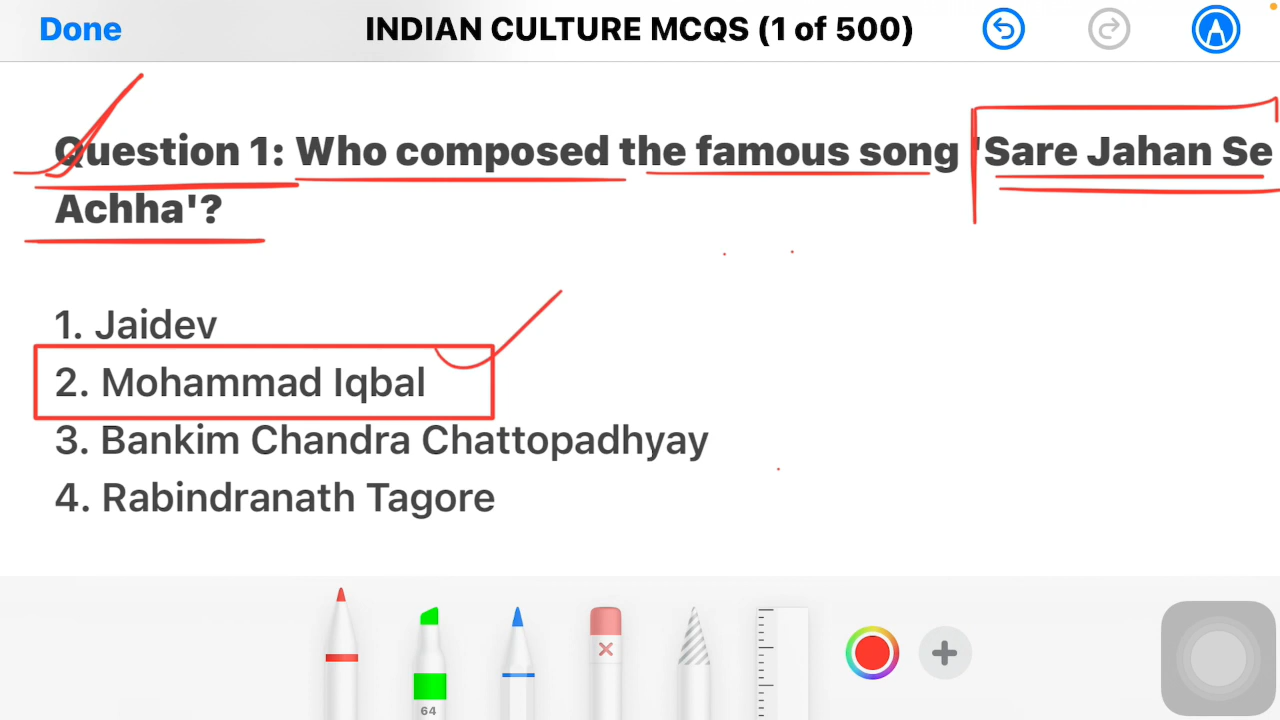 Done INDIAN CULTURE MCQS (1 of 500)
Question 1: Who composed the famous song 'Sare Jahan Se
Achha'?
1. Jaidev
2. Mohammad Iqbal
3. Bankim Chandra Chattopadhyay
4. Rabindranath Tagore
64